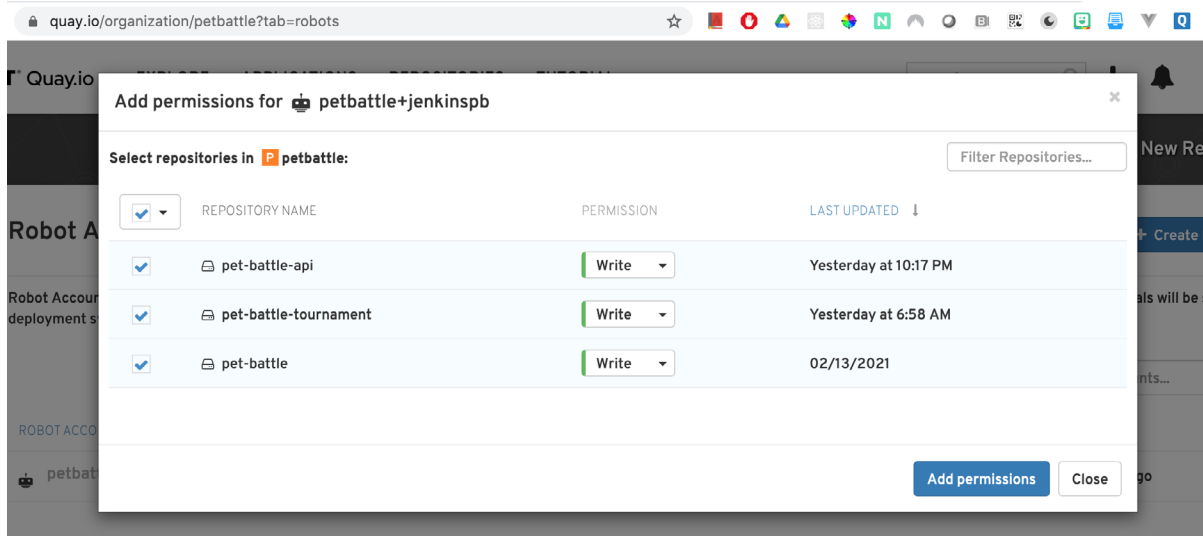 quay.io/organization/petbattle?tab=robots
Quay.io
Add permissions for petbattle+jenkinspb ×
Select repositories in P petbattle:
Filter Repositories...
New Re
REPOSITORY NAME PERMISSION LAST UPDATED
Robot A
+ Create
pet-battle-api Write Yesterday at 10:17 PM
Robot Accour
als will be
pet-battle-tournament Write Yesterday at 6:58 AM
deployment s
pet-battle Write 02/13/2021
nts...
ROBOT ACCO
petbat
Add permissions Close
go